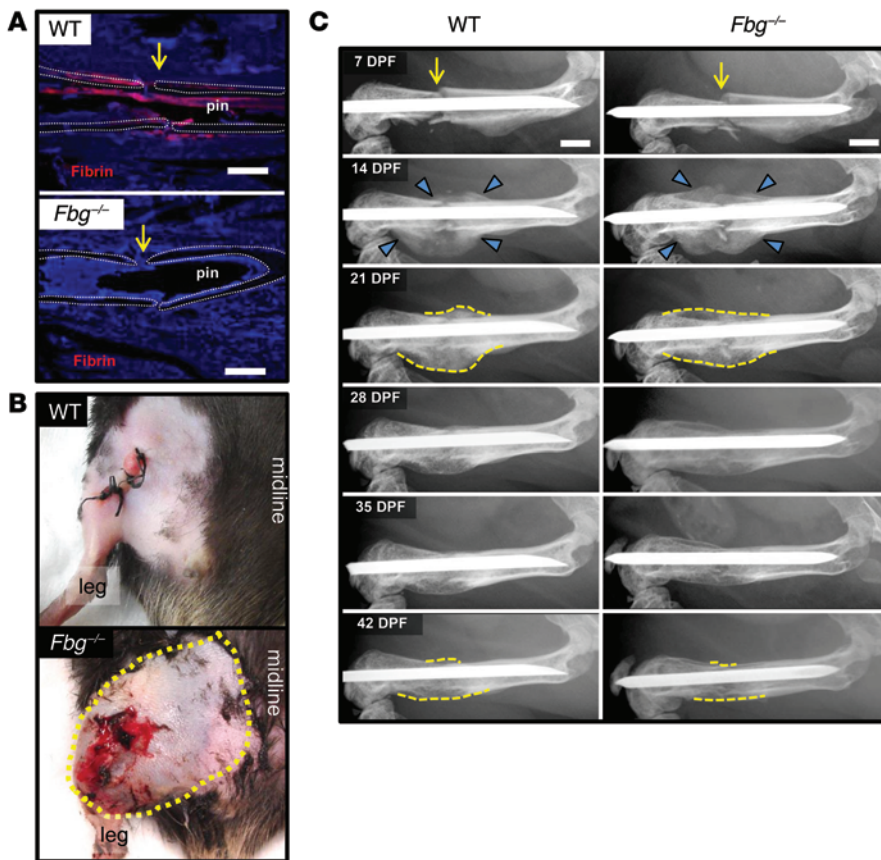 A
WT
pin
Fibrin
Fbg−/−
pin
Fibrin
B
WT
midline
leg
Fbg−/−
midline
leg
C
WT
Fbg−/−
7 DPF
14 DPF
21 DPF
28 DPF
35 DPF
42 DPF